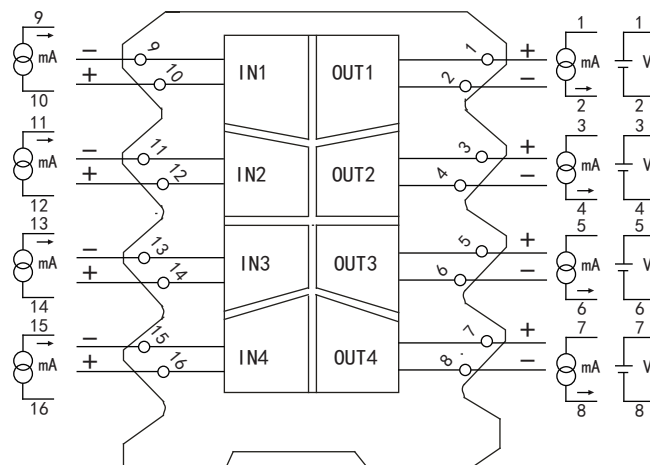 9
mA
10
11
mA
12
13
mA
14
15
mA
16
− 9
+ 10
− 11
+ 12
− 13
+ 14
− 15
+ 16
IN1 OUT1
IN2 OUT2
IN3 OUT3
IN4 OUT4
1 +
2 −
3 +
4 −
5 +
6 −
7 +
8 −
1 1
mA V
2 2
3 3
mA V
4 4
5 5
mA V
6 6
7 7
mA V
8 8